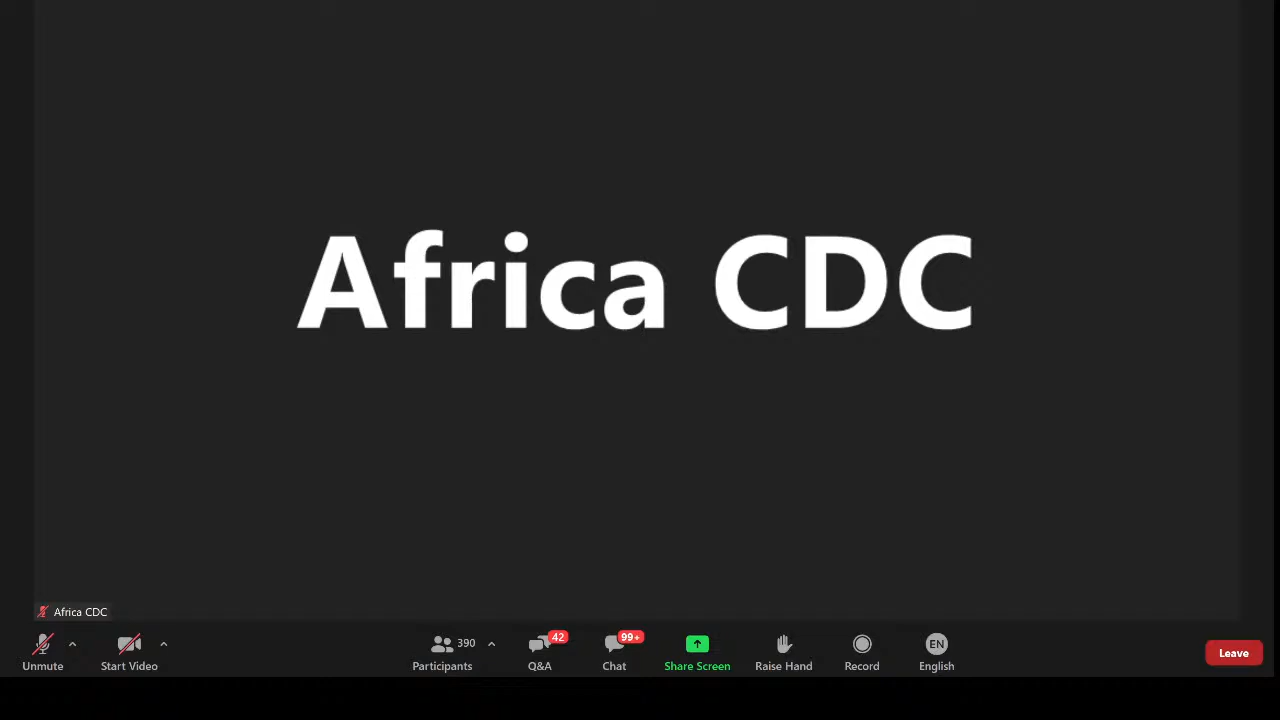 Africa CDC
Africa CDC
390
42
99+
EN
Unmute
Start Video
Participants
Q&A
Chat
Share Screen
Raise Hand
Record
English
Leave